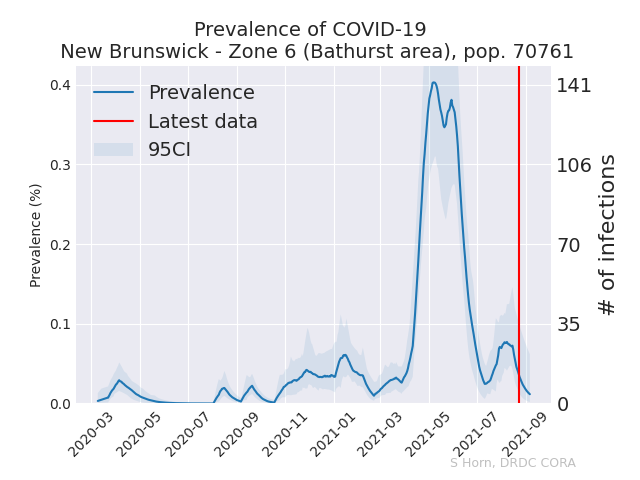 Prevalence of COVID-19
New Brunswick - Zone 6 (Bathurst area), pop. 70761
Prevalence
Latest data
95CI
Prevalence (%)
0.4
0.3
0.2
0.1
0.0
141
106
70
35
0
# of infections
2020-03
2020-05
2020-07
2020-09
2020-11
2021-01
2021-03
2021-05
2021-07
2021-09
S Horn, DRDC CORA